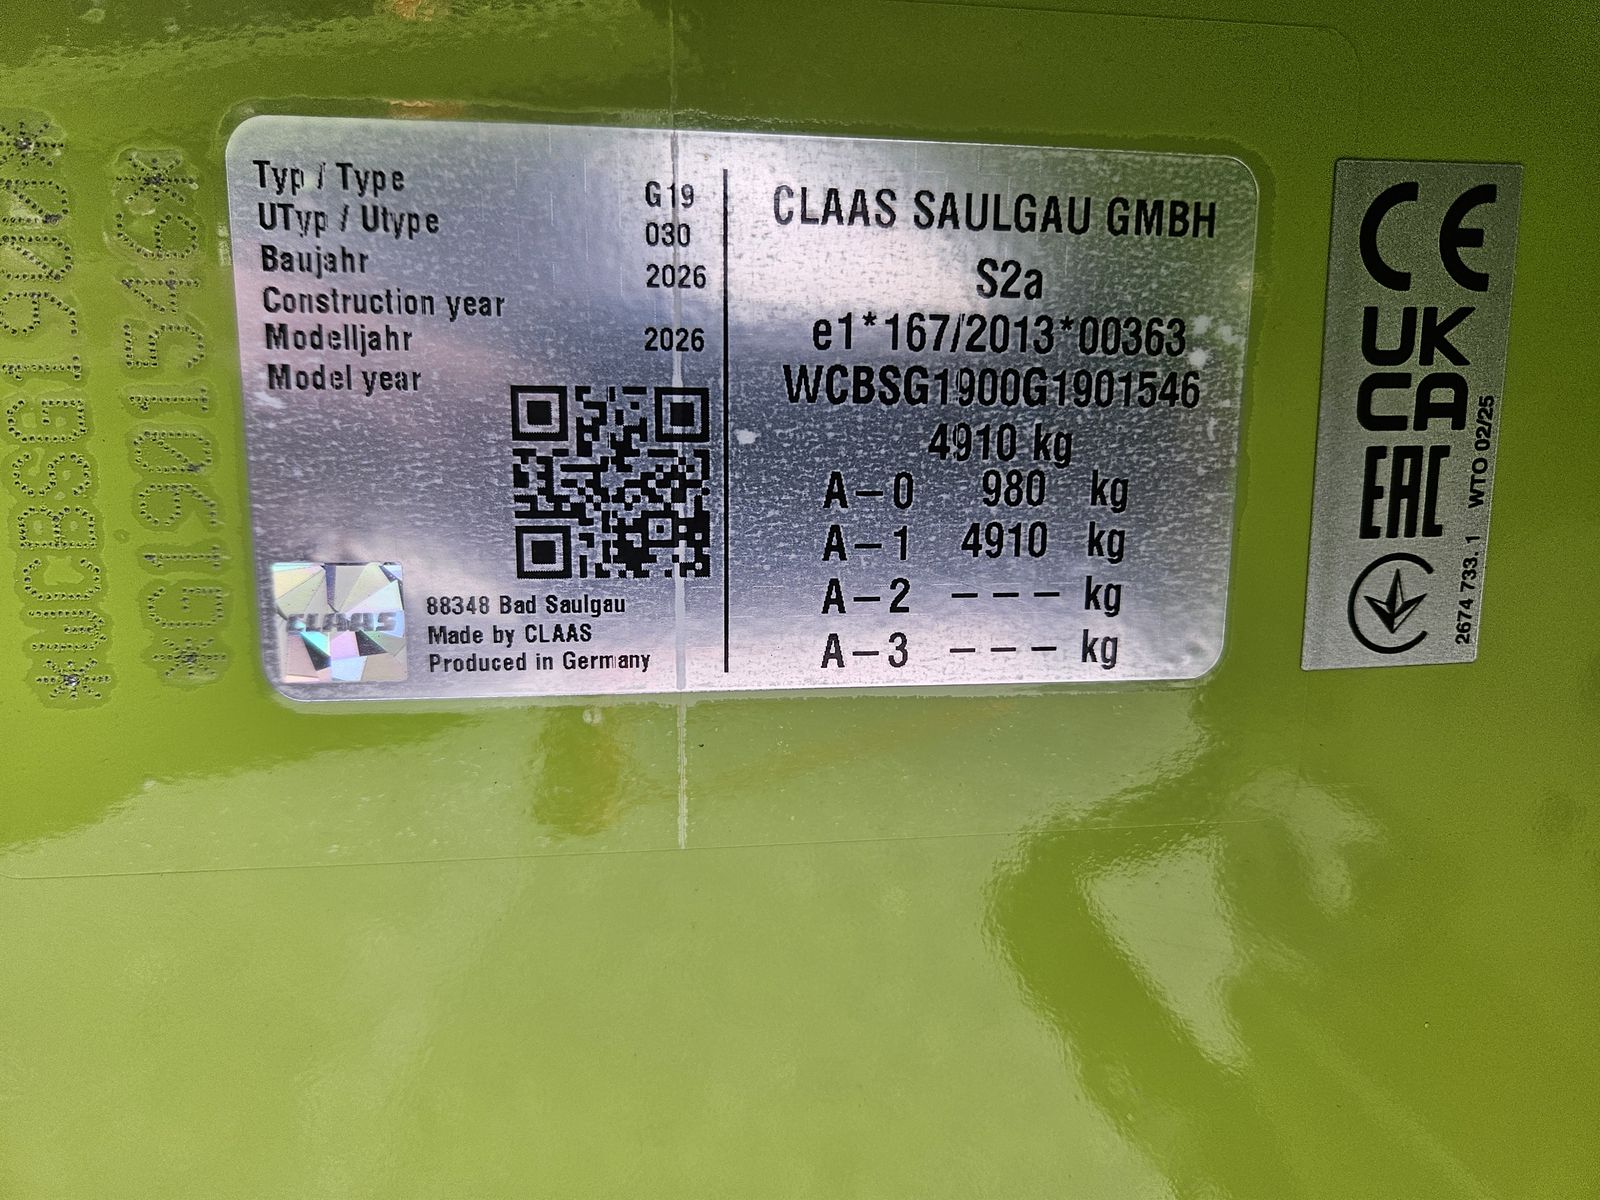 *WCBSG1900*
*G1901546*
Typ / Type G19
UTyp / Utype 030
Baujahr 2026
Construction year
Modelljahr 2026
Model year
CLAAS
88348 Bad Saulgau
Made by CLAAS
Produced in Germany
CLAAS SAULGAU GMBH
S2a
e1*167/2013*00363
WCBSG1900G1901546
4910 kg
A-0 980 kg
A-1 4910 kg
A-2 --- kg
A-3 --- kg
CE
UK
CA
EAC
2674 733. 1 WTO 02/25